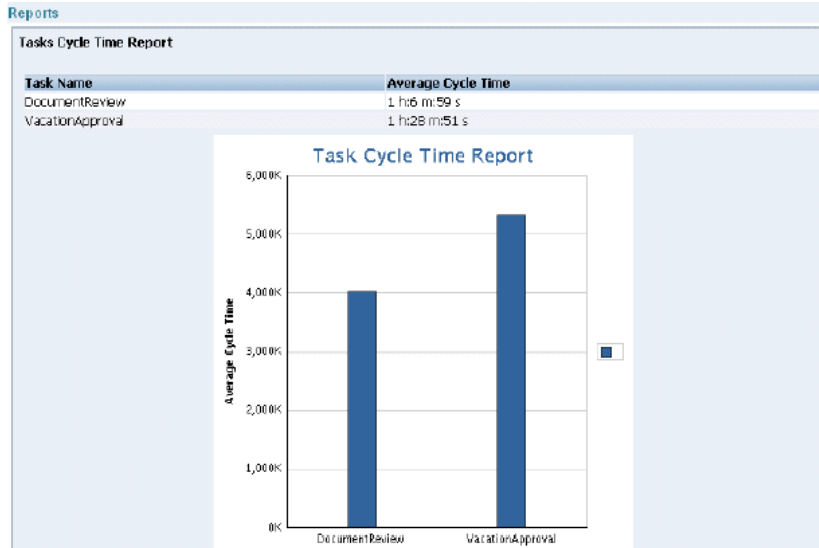 Reports
Tasks Cycle Time Report
Task Name Average Cycle Time
DocumentReview 1 h:6 m:59 s
VacationApproval 1 h:28 m:51 s
Task Cycle Time Report
6,000K
5,000K
4,000K
3,000K
2,000K
1,000K
0K
Average Cycle Time
DocumentReview VacationApproval